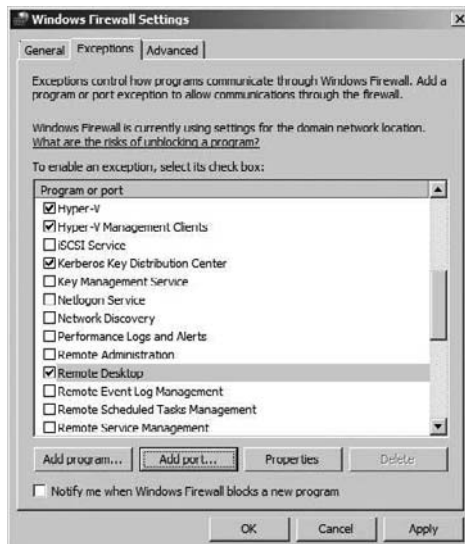 Windows Firewall Settings
General Exceptions Advanced
Exceptions control how programs communicate through Windows Firewall. Add a
program or port exception to allow communications through the firewall.
Windows Firewall is currently using settings for the domain network location.
What are the risks of unblocking a program?
To enable an exception, select its check box:
Program or port
Hyper-V
Hyper-V Management Clients
iSCSI Service
Kerberos Key Distribution Center
Key Management Service
Netlogon Service
Network Discovery
Performance Logs and Alerts
Remote Administration
Remote Desktop
Remote Event Log Management
Remote Scheduled Tasks Management
Remote Service Management
Add program... Add port... Properties Delete
Notify me when Windows Firewall blocks a new program
OK Cancel Apply